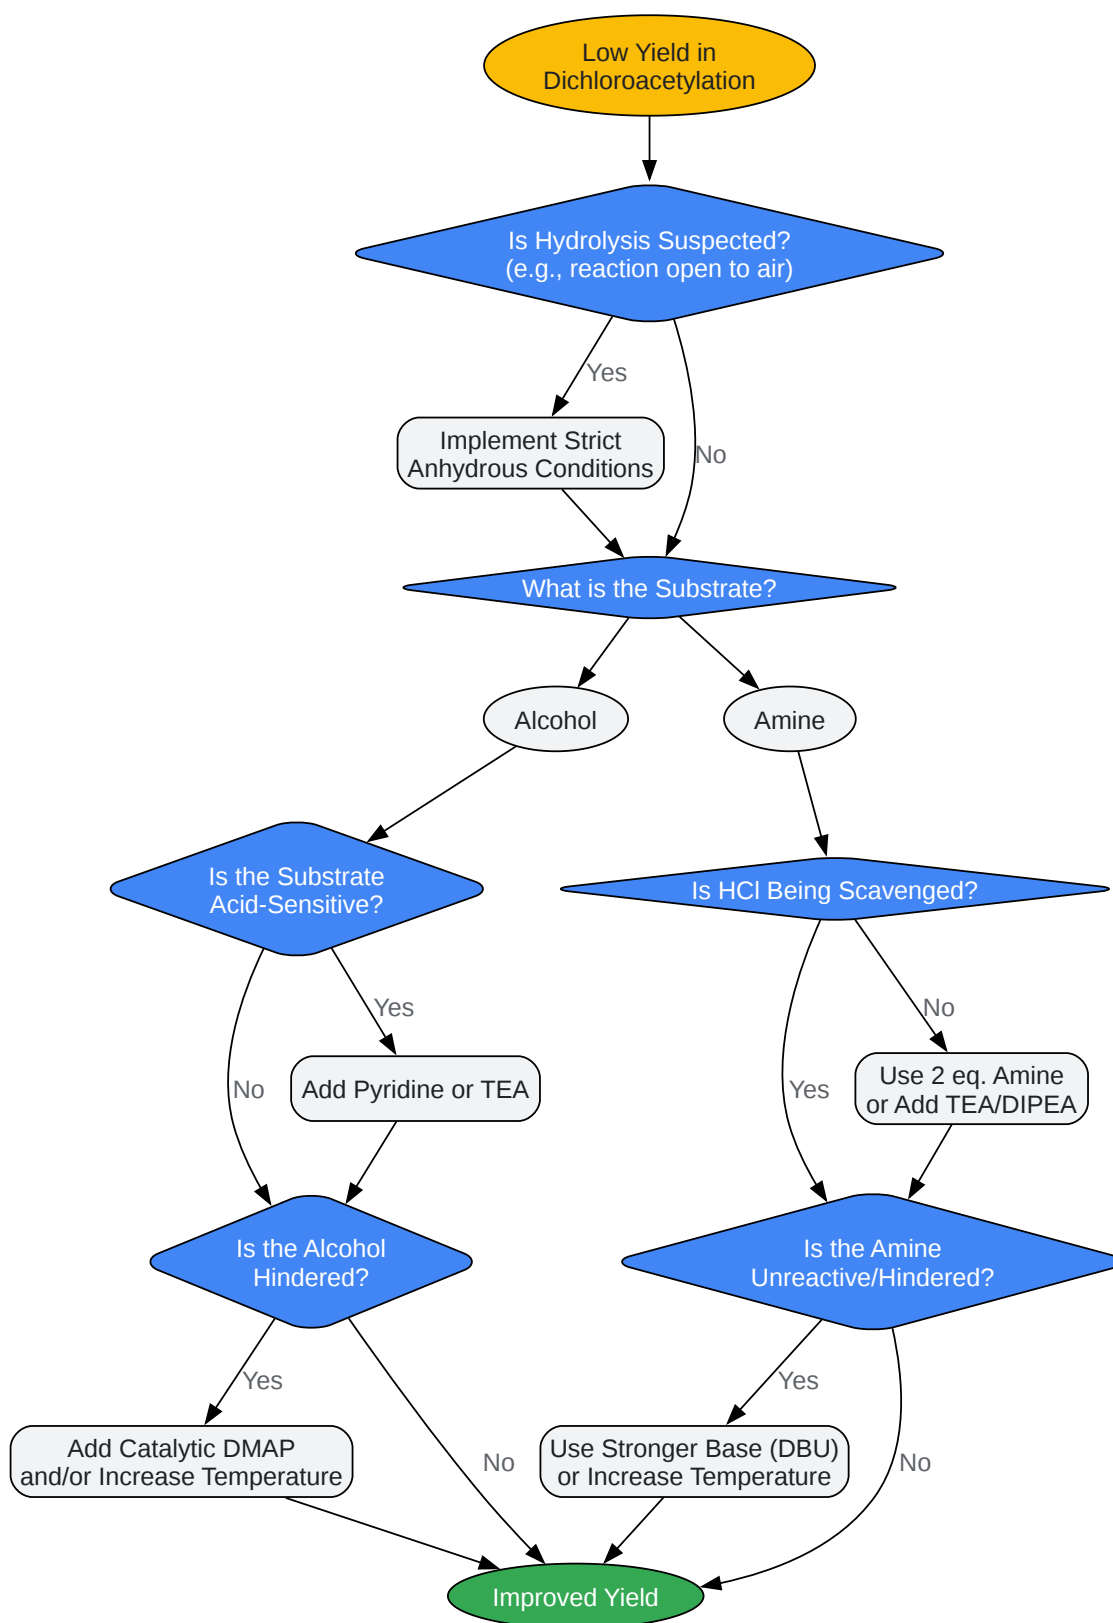 Low Yield in
Dichloroacetylation
Is Hydrolysis Suspected?
(e.g., reaction open to air)
Yes
Implement Strict
Anhydrous Conditions
No
What is the Substrate?
Alcohol
Amine
Is the Substrate
Acid-Sensitive?
Is HCl Being Scavenged?
Yes
No
No
Add Pyridine or TEA
Yes
Use 2 eq. Amine
or Add TEA/DIPEA
Is the Alcohol
Hindered?
Is the Amine
Unreactive/Hindered?
Yes
Yes
Add Catalytic DMAP
and/or Increase Temperature
No
Use Stronger Base (DBU)
or Increase Temperature
No
Improved Yield